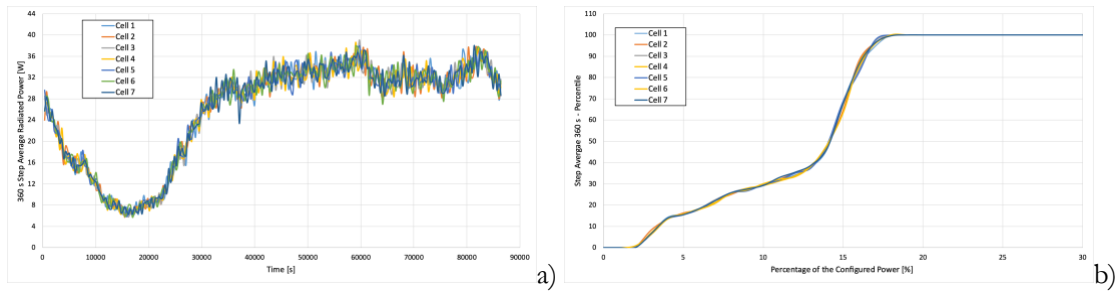 44
40
36
32
28
24
20
16
12
8
4
0
360 s Step Average Radiated Power [W]
Cell 1
Cell 2
Cell 3
Cell 4
Cell 5
Cell 6
Cell 7
0
10000
20000
30000
40000
50000
60000
70000
80000
90000
Time [s]
a)
110
100
90
80
70
60
50
40
30
20
10
0
Step Avergae 360 s - Percentile
Cell 1
Cell 2
Cell 3
Cell 4
Cell 5
Cell 6
Cell 7
0
5
10
15
20
25
30
Percentage of the Configured Power [%]
b)